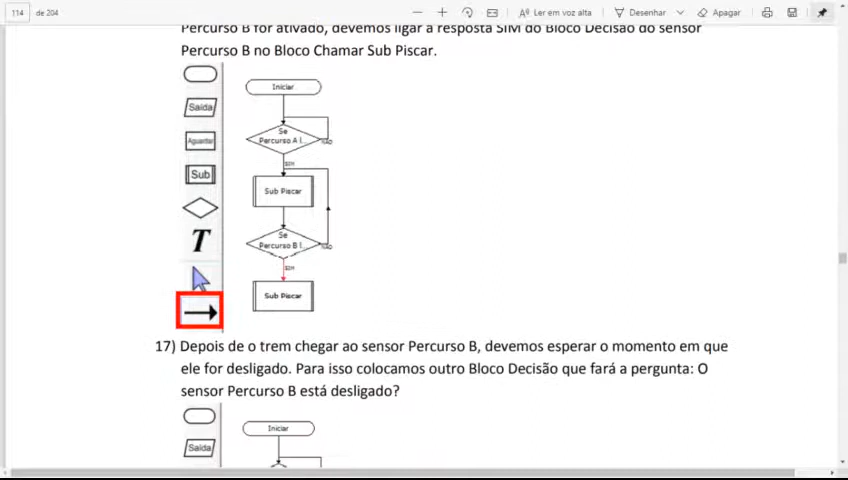 114 de 204 Ler em voz alta Desenhar Apagar
Percurso B for ativado, devemos ligar a resposta SIM do Bloco Decisão do sensor
Percurso B no Bloco Chamar Sub Piscar.
Saída
Aguardar
Sub
T
Iniciar
Se
Percurso A l...
NÃO
SIM
Sub Piscar
Se
Percurso B l...
NÃO
SIM
Sub Piscar
17) Depois de o trem chegar ao sensor Percurso B, devemos esperar o momento em que
ele for desligado. Para isso colocamos outro Bloco Decisão que fará a pergunta: O
sensor Percurso B está desligado?
Saída
Iniciar